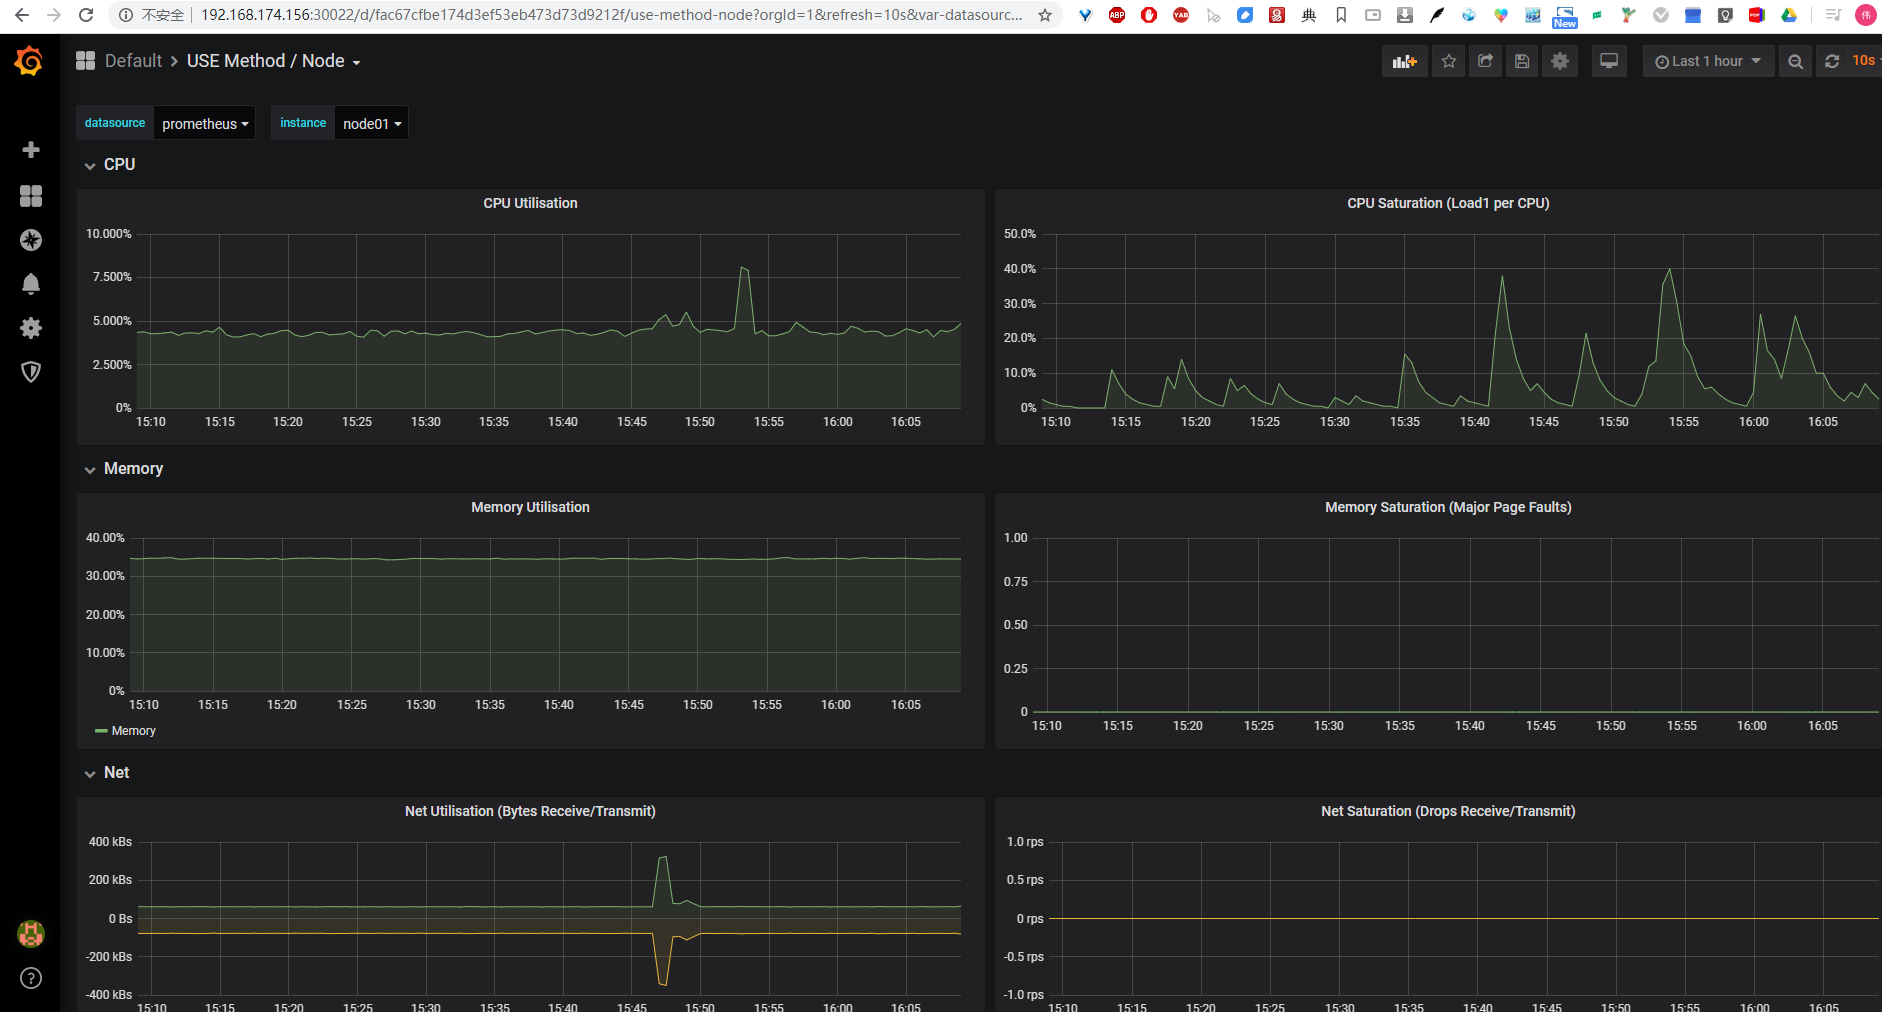 不安全 192.168.174.156:30022/d/fac67cfbe174d3ef53eb473d73d9212f/use-method-node?orgId=1&refresh=10s&var-datasourc...
ABP
YAB
典
New
PDF
伟
Default > USE Method / Node
Last 1 hour
10s
datasource prometheus
instance node01
CPU
CPU Utilisation
10.000%
7.500%
5.000%
2.500%
0%
15:10 15:15 15:20 15:25 15:30 15:35 15:40 15:45 15:50 15:55 16:00 16:05
CPU Saturation (Load1 per CPU)
50.0%
40.0%
30.0%
20.0%
10.0%
0%
15:10 15:15 15:20 15:25 15:30 15:35 15:40 15:45 15:50 15:55 16:00 16:05
Memory
Memory Utilisation
40.00%
30.00%
20.00%
10.00%
0%
15:10 15:15 15:20 15:25 15:30 15:35 15:40 15:45 15:50 15:55 16:00 16:05
Memory
Memory Saturation (Major Page Faults)
1.00
0.75
0.50
0.25
0
15:10 15:15 15:20 15:25 15:30 15:35 15:40 15:45 15:50 15:55 16:00 16:05
Net
Net Utilisation (Bytes Receive/Transmit)
400 kBs
200 kBs
0 Bs
-200 kBs
-400 kBs
15:10 15:15 15:20 15:25 15:30 15:35 15:40 15:45 15:50 15:55 16:00 16:05
Net Saturation (Drops Receive/Transmit)
1.0 rps
0.5 rps
0 rps
-0.5 rps
-1.0 rps
15:10 15:15 15:20 15:25 15:30 15:35 15:40 15:45 15:50 15:55 16:00 16:05